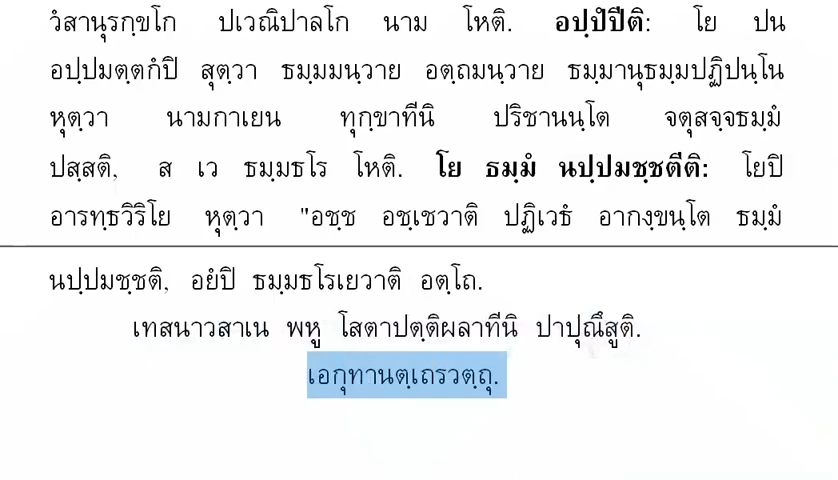 วํสานุรกฺขโก ปเวณิปาลโก นาม โหติ. อปฺปํปีติ: โย ปน
อปฺปมตฺตกํปิ สุตฺวา ธมฺมมนฺวาย อตฺถมนฺวาย ธมฺมานุธมฺมปฏิปนฺโน
หุตฺวา นามกาเยน ทุกฺขาทีนิ ปริชานนฺโต จตุสจฺจธมฺมํ
ปสฺสติ, ส เว ธมฺมธโร โหติ. โย ธมฺมํ นปฺปมชฺชตีติ: โยปิ
อารทฺธวิริโย หุตฺวา "อชฺช อชฺเชวาติ ปฏิเวธํ อากงฺขนฺโต ธมฺมํ
นปฺปมชฺชติ, อยํปิ ธมฺมธโรเยวาติ อตฺโถ.
เทสนาวสาเน พหู โสตาปตฺติผลาทีนิ ปาปุณึสูติ.
เอกุทานตฺเถรวตฺถุ.